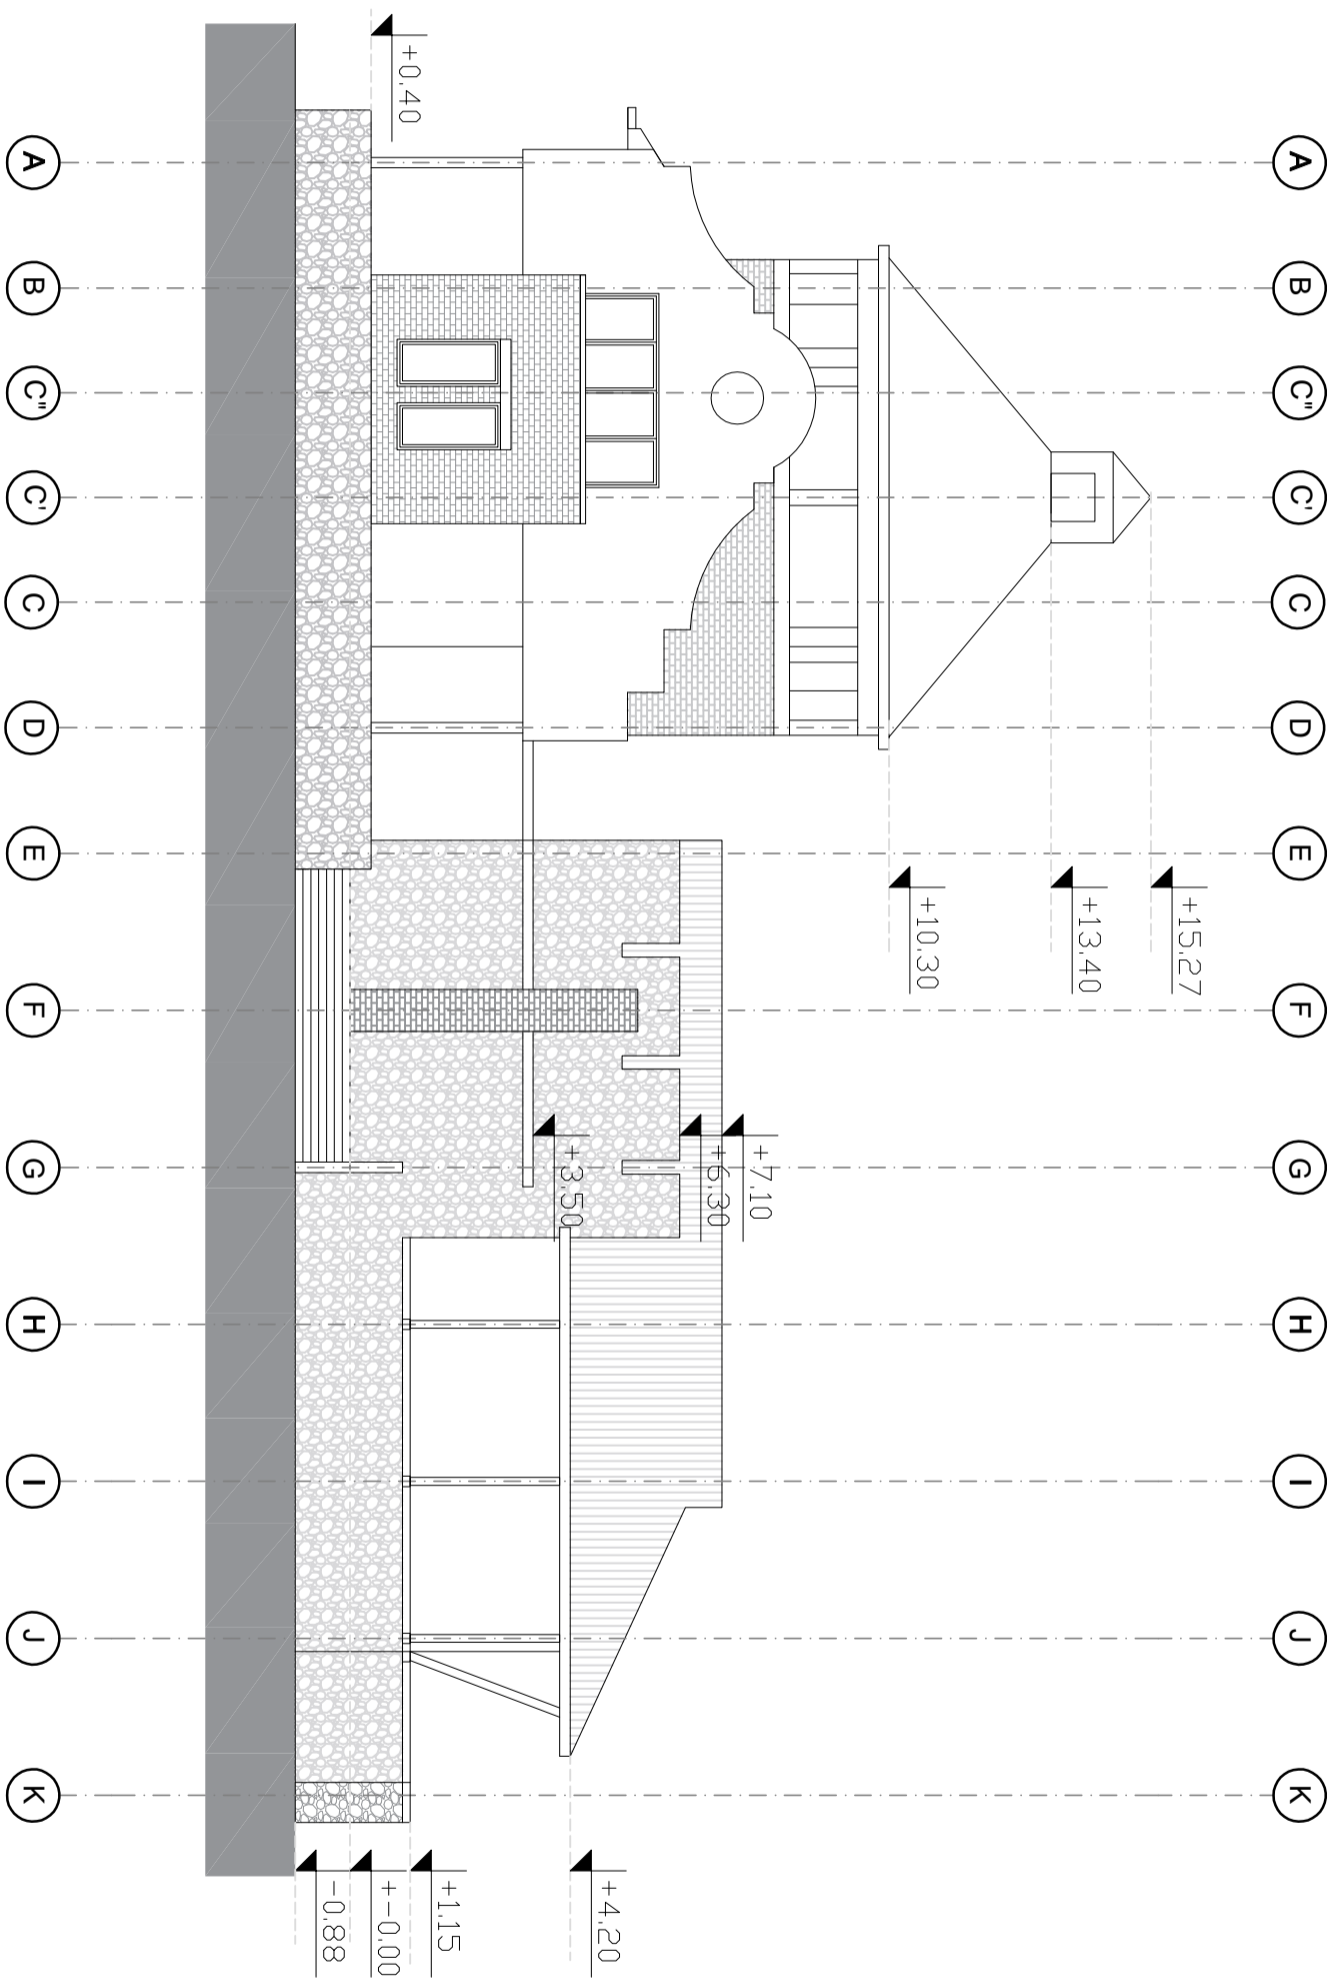 A
B
C"
C'
C
D
E
F
G
H
I
J
K
+15,27
+13,40
+10,30
+7,10
+6,30
+3,50
+4,20
+0,40
+1,15
+-0,00
-0,88
A
B
C"
C'
C
D
E
F
G
H
I
J
K